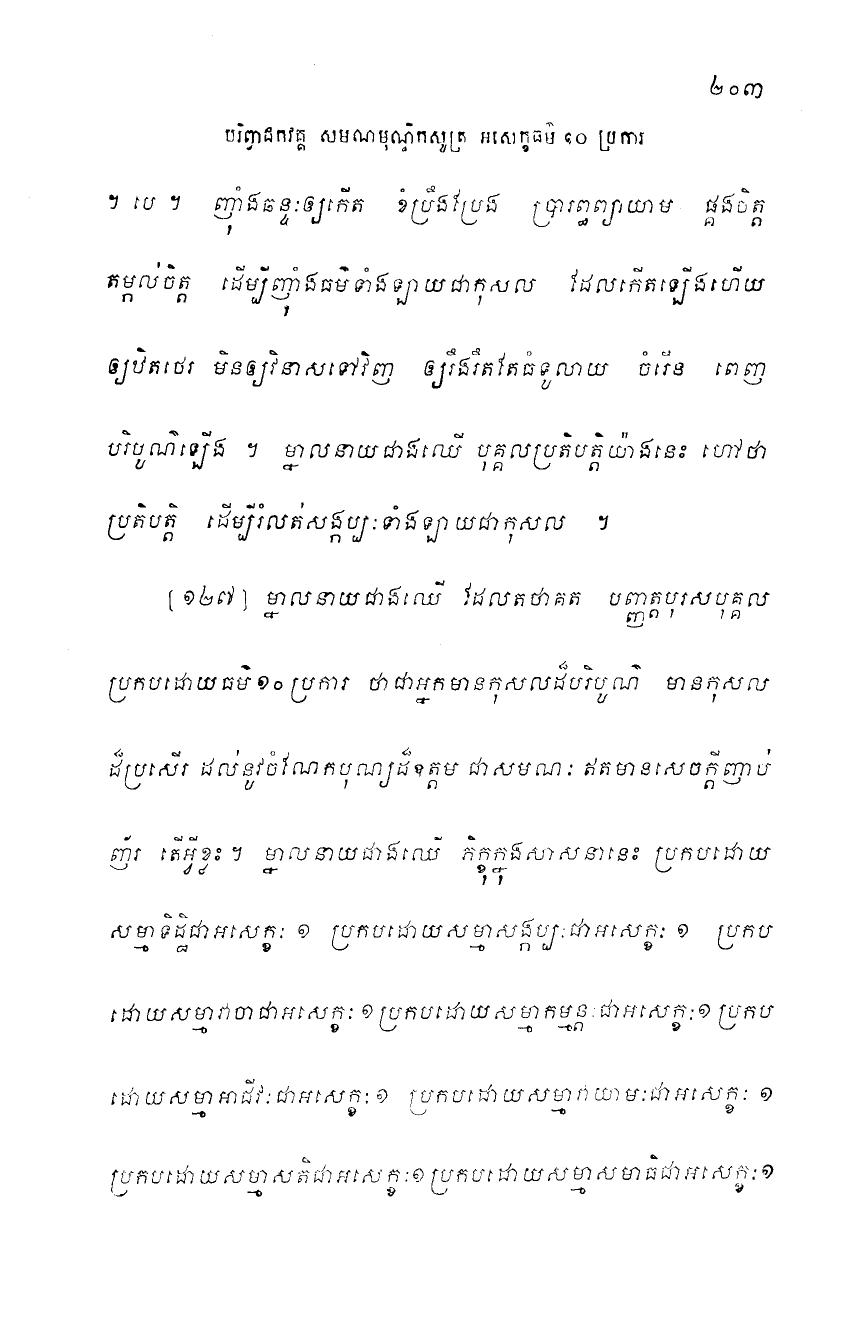 ២០៣
បរិព្វាជកវគ្គ សមណមុណ្ឌិកសូត្រ អសេក្ខធម៌ ១០ ប្រការ
។ បេ ។ ញុំាងឆន្ទៈឲ្យកើត ខំប្រឹងប្រែង ប្រារព្ធព្យាយាម ផ្គងចិត្ត
តម្កល់ចិត្ត ដើម្បីញុំាងធម៌ទាំងឡាយជាកុសល ដែលកើតឡើងហើយ
ឲ្យឋិតថេរ មិនឲ្យវិនាសទៅវិញ ឲ្យរឹងរឹតតែធំទូលាយ ចំរើន ពេញ
បរិបូណ៌ឡើង ។ ម្នាលនាយជាងឈើ បុគ្គលប្រតិបត្តិយ៉ាងនេះ ហៅថា
ប្រតិបត្តិ ដើម្បីរំលត់សង្កប្បៈទាំងឡាយជាកុសល ។
[១២៧] ម្នាលនាយជាងឈើ ដែលតថាគត បញ្ញត្តបុរសបុគ្គល
ប្រកបដោយធម៌១០ប្រការ ថាជាអ្នកមានកុសលដ៏បរិបូណ៌ មានកុសល
ដ៏ប្រសើរ ដល់នូវចំណែកបុណ្យដ៏ឧត្តម ជាសមណៈ ឥតមានសេចក្តីញាប់
ញ័រ តើអ្វីខ្លះ។ ម្នាលនាយជាងឈើ ភិក្ខុក្នុងសាសនានេះ ប្រកបដោយ
សម្មាទិដ្ឋិជាអសេក្ខៈ ១ ប្រកបដោយសម្មាសង្កប្បៈជាអសេក្ខៈ ១ ប្រកប
ដោយសម្មាវាចាជាអសេក្ខៈ ១ ប្រកបដោយសម្មាកម្មន្តៈជាអសេក្ខៈ ១ ប្រកប
ដោយសម្មាអាជីវៈជាអសេក្ខៈ ១ ប្រកបដោយសម្មាវាយាមៈជាអសេក្ខៈ ១
ប្រកបដោយសម្មាសតិជាអសេក្ខៈ ១ ប្រកបដោយសម្មាសមាធិជាអសេក្ខៈ ១